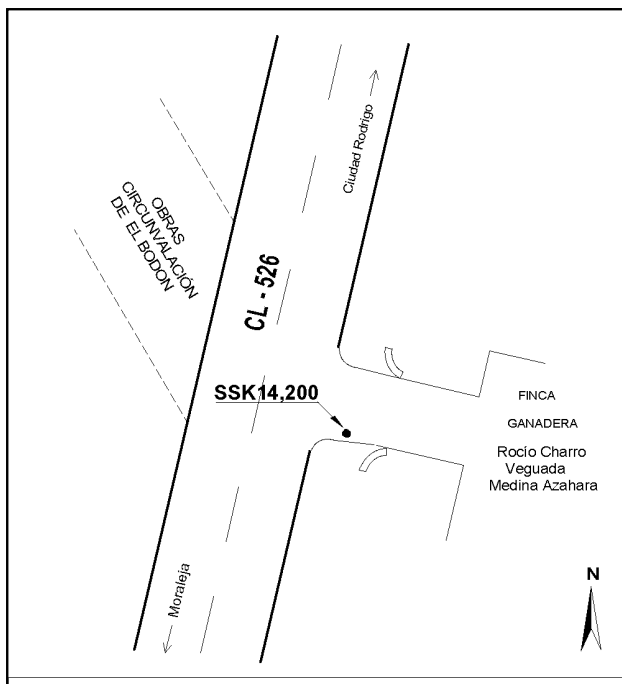 Ciudad Rodrigo
OBRAS
CIRCUNVALACIÓN
DE EL BODON
CL - 526
SSK14,200
FINCA
GANADERA
Rocío Charro
Veguada
Medina Azahara
Moraleja
N